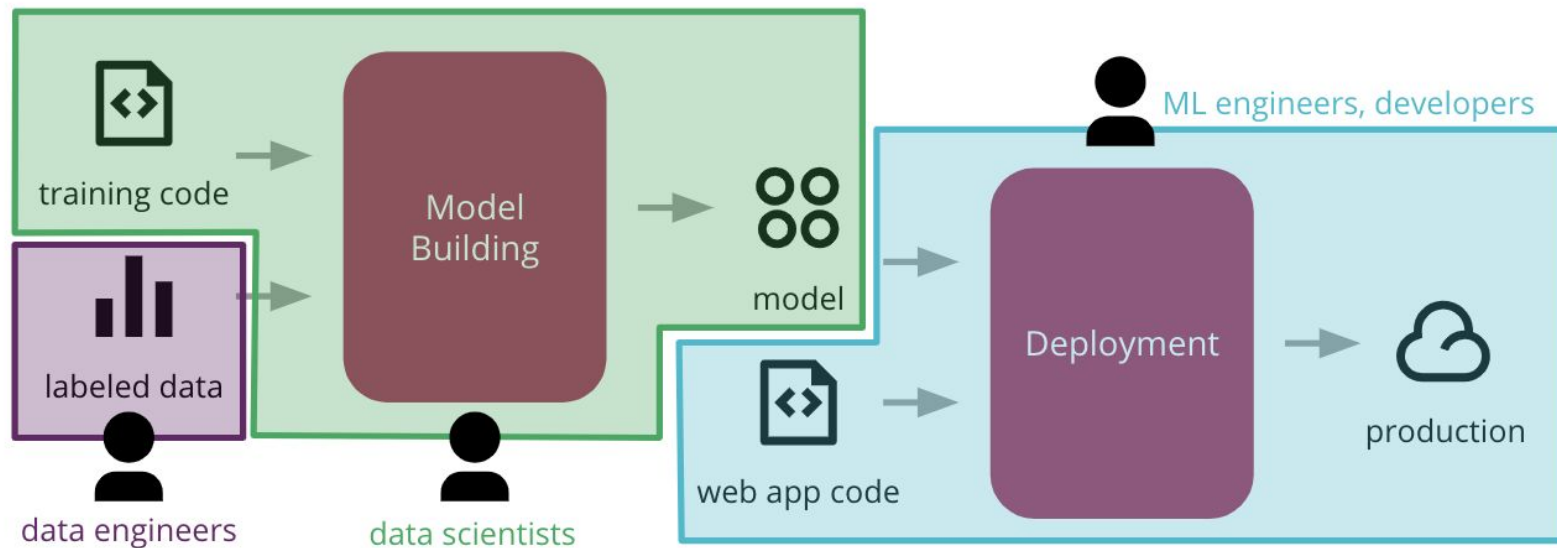 training code
labeled data
data engineers
Model
Building
data scientists
model
ML engineers, developers
web app code
Deployment
production